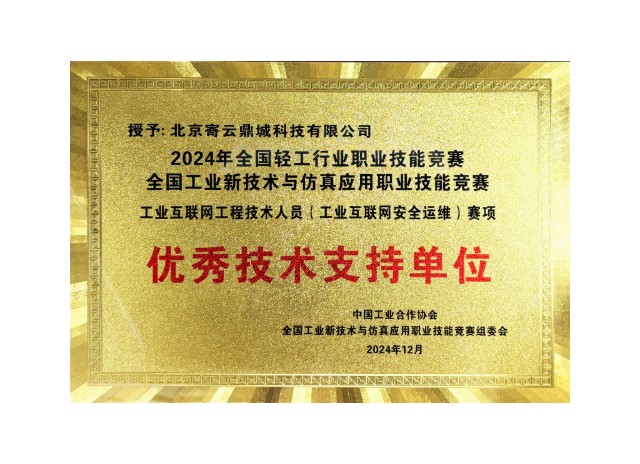 授予: 北京寄云鼎城科技有限公司
2024年全国轻工行业职业技能竞赛
全国工业新技术与仿真应用职业技能竞赛
工业互联网工程技术人员（工业互联网安全运维）赛项
优秀技术支持单位
中国工业合作协会
全国工业新技术与仿真应用职业技能竞赛组委会
2024年12月